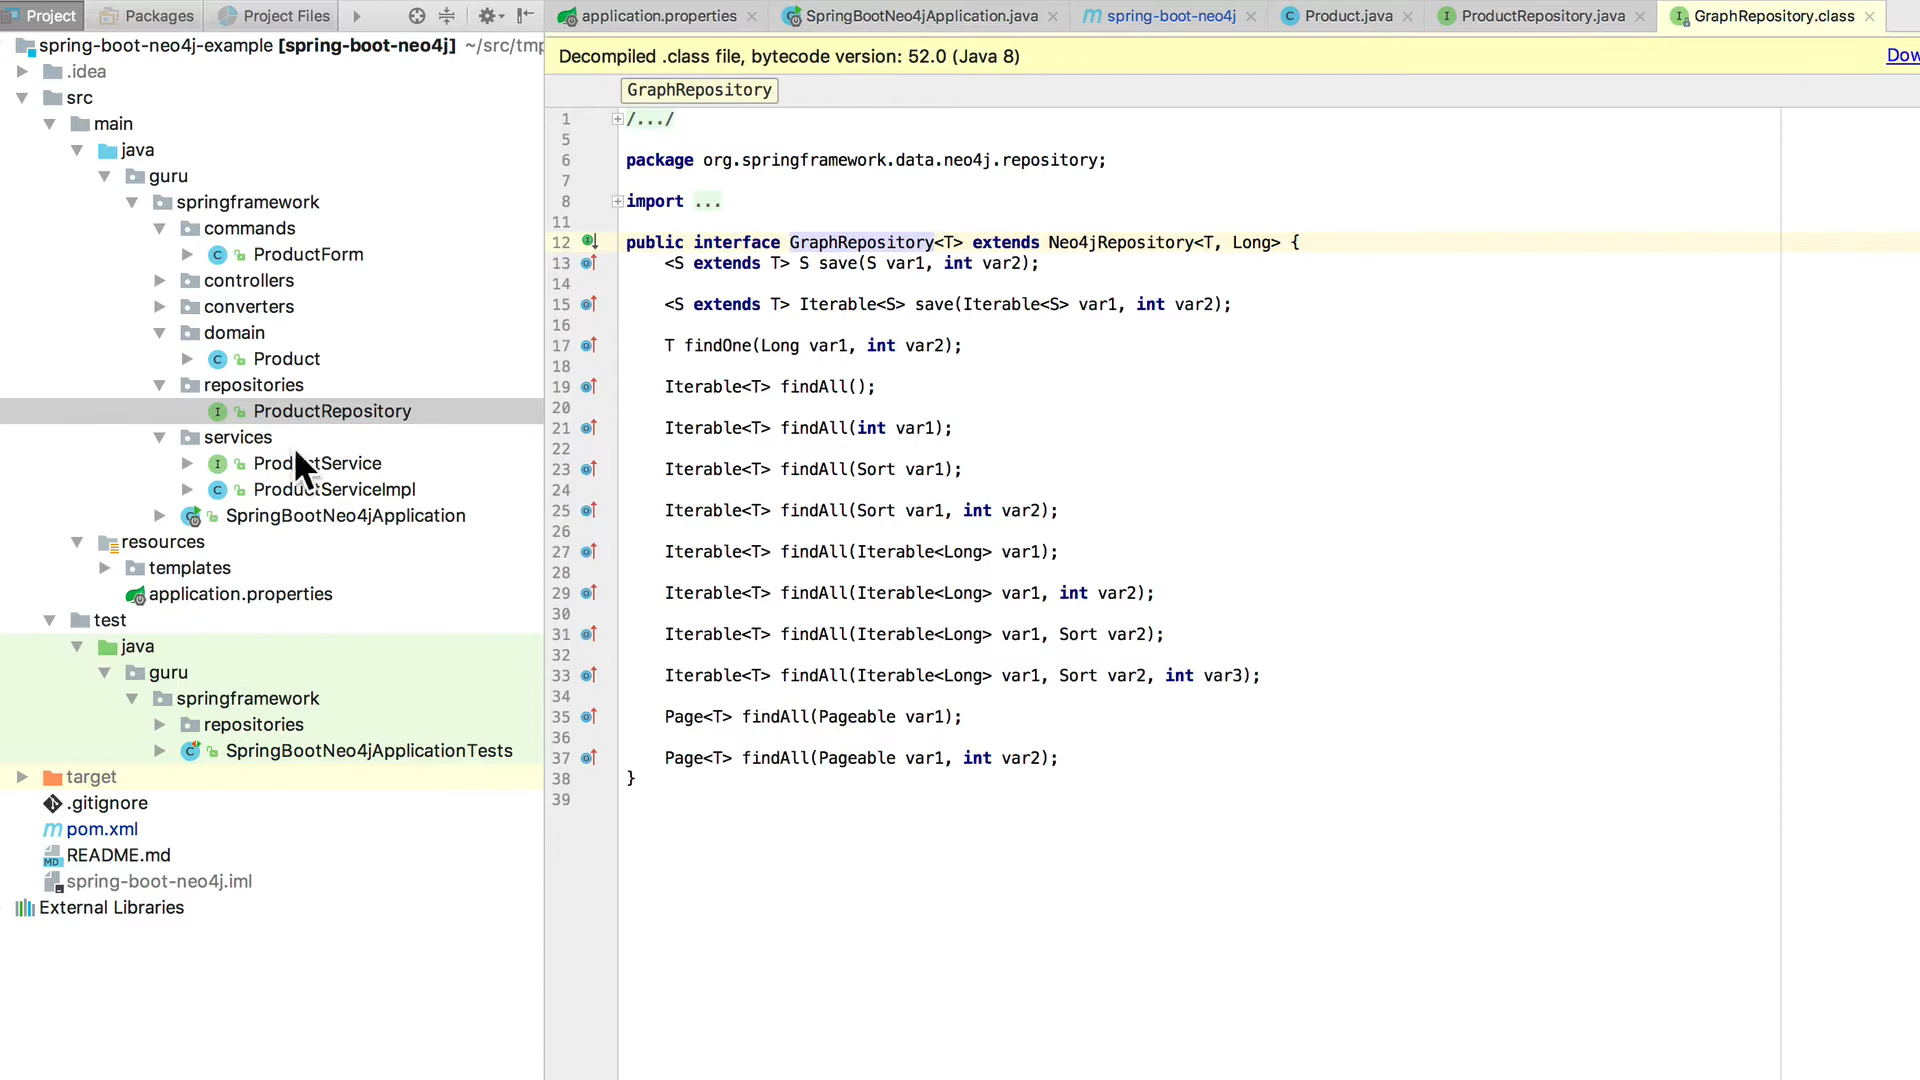 Project
Packages
Project Files
application.properties
SpringBootNeo4jApplication.java
m spring-boot-neo4j
C Product.java
I ProductRepository.java
I GraphRepository.class
spring-boot-neo4j-example [spring-boot-neo4j] ~/src/tmp
.idea
src
main
java
guru
springframework
commands
C ProductForm
controllers
converters
domain
C Product
repositories
I ProductRepository
services
I ProductService
C ProductServiceImpl
SpringBootNeo4jApplication
resources
templates
application.properties
test
java
guru
springframework
repositories
C SpringBootNeo4jApplicationTests
target
.gitignore
m pom.xml
MD README.md
spring-boot-neo4j.iml
External Libraries
Decompiled .class file, bytecode version: 52.0 (Java 8)
Dow
GraphRepository
1 /.../
5
6 package org.springframework.data.neo4j.repository;
7
8 import ...
11
12 public interface GraphRepository<T> extends Neo4jRepository<T, Long> {
13 <S extends T> S save(S var1, int var2);
14
15 <S extends T> Iterable<S> save(Iterable<S> var1, int var2);
16
17 T findOne(Long var1, int var2);
18
19 Iterable<T> findAll();
20
21 Iterable<T> findAll(int var1);
22
23 Iterable<T> findAll(Sort var1);
24
25 Iterable<T> findAll(Sort var1, int var2);
26
27 Iterable<T> findAll(Iterable<Long> var1);
28
29 Iterable<T> findAll(Iterable<Long> var1, int var2);
30
31 Iterable<T> findAll(Iterable<Long> var1, Sort var2);
32
33 Iterable<T> findAll(Iterable<Long> var1, Sort var2, int var3);
34
35 Page<T> findAll(Pageable var1);
36
37 Page<T> findAll(Pageable var1, int var2);
38 }
39